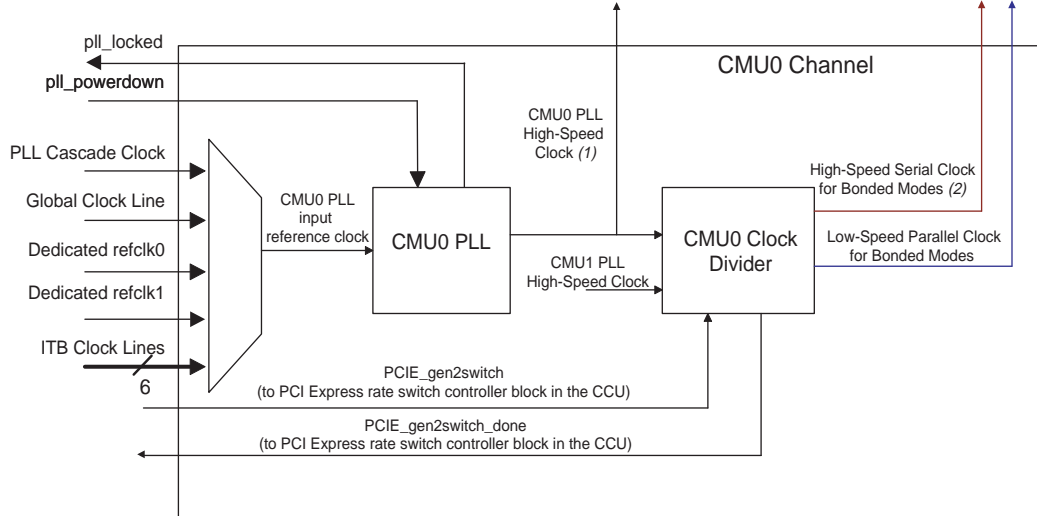 pll_locked
CMU0 Channel
pll_powerdown
CMU0 PLL
High-Speed
Clock (1)
PLL Cascade Clock
High-Speed Serial Clock
for Bonded Modes (2)
Global Clock Line
CMU0 PLL
input
reference clock
CMU0 PLL
CMU0 Clock
Divider
Low-Speed Parallel Clock
for Bonded Modes
Dedicated refclk0
CMU1 PLL
High-Speed Clock
Dedicated refclk1
ITB Clock Lines
6
PCIE_gen2switch
(to PCI Express rate switch controller block in the CCU)
PCIE_gen2switch_done
(to PCI Express rate switch controller block in the CCU)